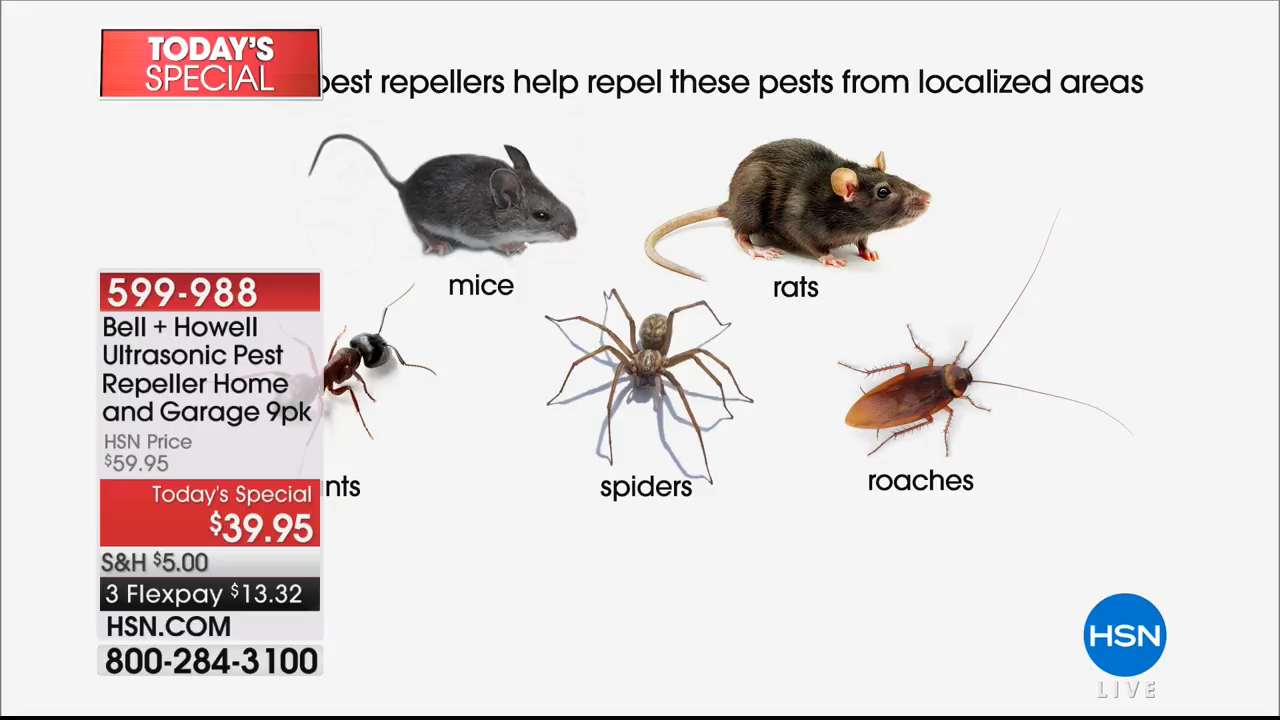 TODAY'S
SPECIAL
pest repellers help repel these pests from localized areas
mice
rats
599-988
Bell + Howell
Ultrasonic Pest
Repeller Home
and Garage 9pk
HSN Price
$59.95
nts
spiders
roaches
Today's Special
$39.95
S&H $5.00
3 Flexpay $13.32
HSN.COM
800-284-3100
HSN
LIVE